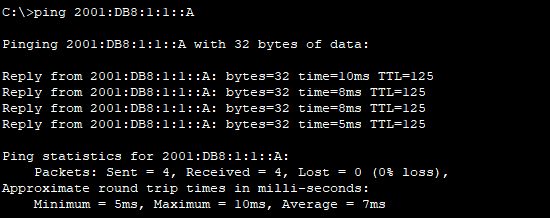 C:\>ping 2001:DB8:1:1::A
Pinging 2001:DB8:1:1::A with 32 bytes of data:
Reply from 2001:DB8:1:1::A: bytes=32 time=10ms TTL=125
Reply from 2001:DB8:1:1::A: bytes=32 time=8ms TTL=125
Reply from 2001:DB8:1:1::A: bytes=32 time=8ms TTL=125
Reply from 2001:DB8:1:1::A: bytes=32 time=5ms TTL=125
Ping statistics for 2001:DB8:1:1::A:
    Packets: Sent = 4, Received = 4, Lost = 0 (0% loss),
Approximate round trip times in milli-seconds:
    Minimum = 5ms, Maximum = 10ms, Average = 7ms